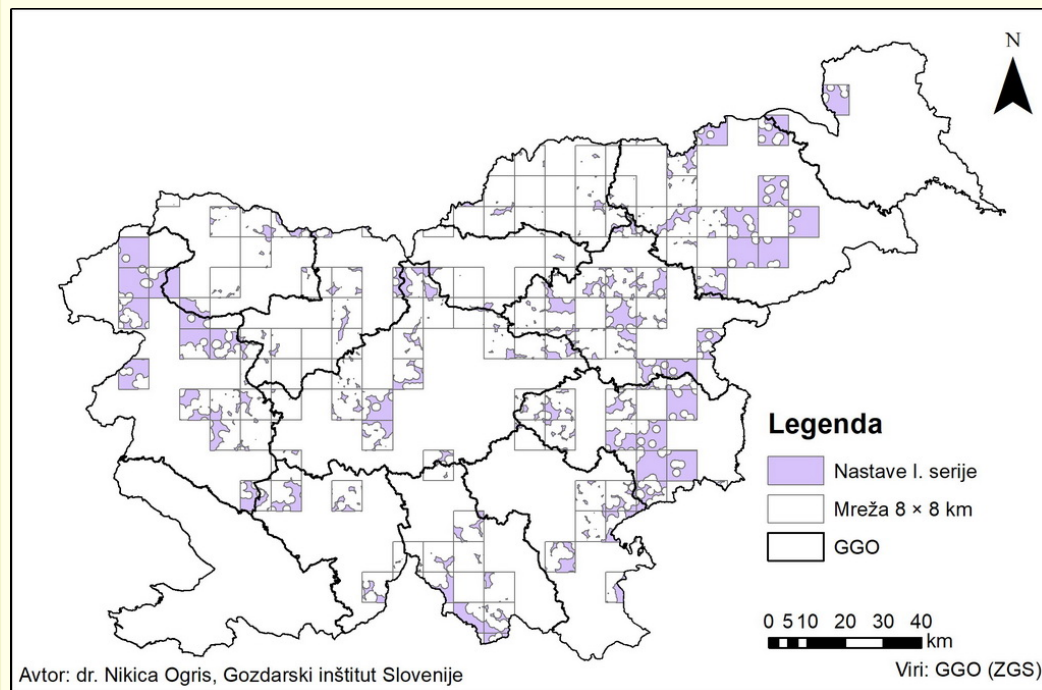 N
Legenda
Nastave I. serije
Mreža 8 × 8 km
GGO
0 5 10 20 30 40
km
Avtor: dr. Nikica Ogris, Gozdarski inštitut Slovenije
Viri: GGO (ZGS)